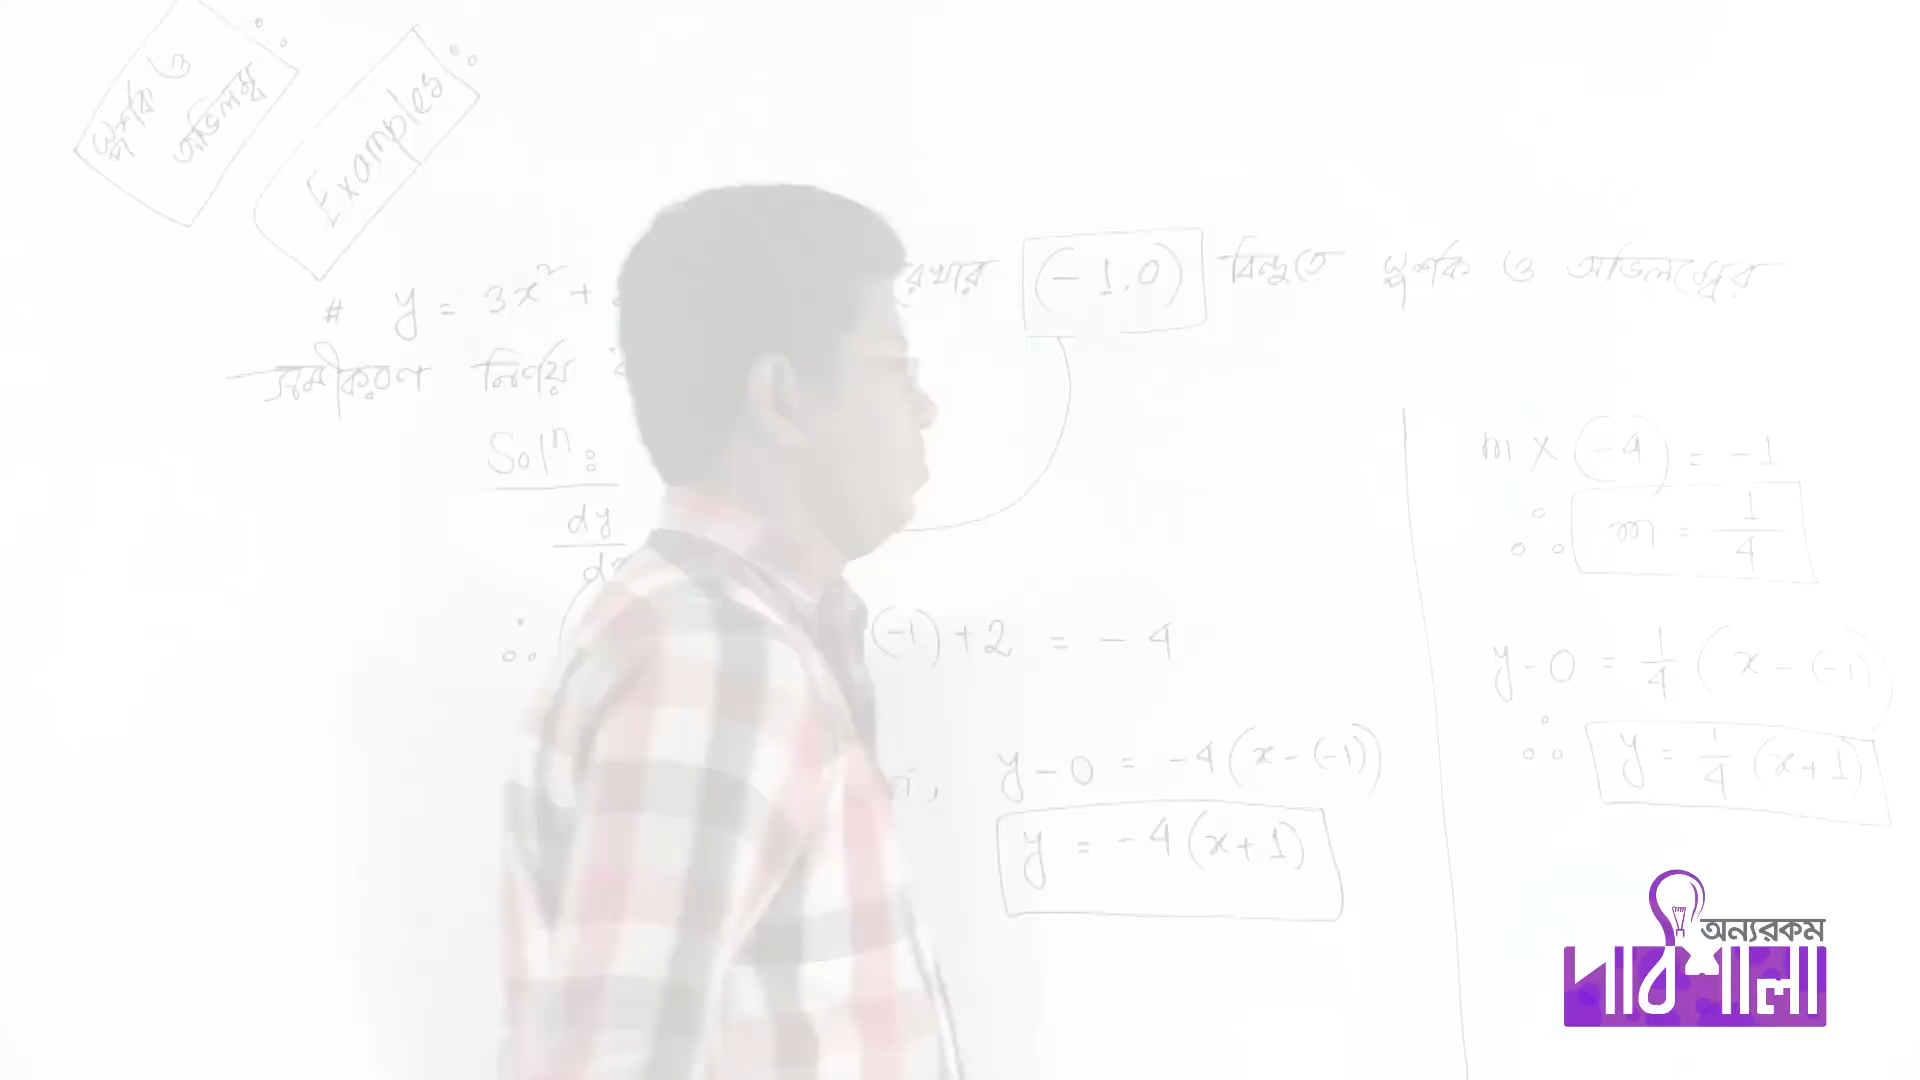 স্পর্শক ও
অভিলম্ব
Examples
# y = 3x² + রেখার (-1.0) বিন্দুতে স্পর্শক ও অভিলম্বের
সমীকরণ নির্ণয়
Solⁿ:
dy
(-1) + 2 = - 4
y - 0 = -4 (x - (-1))
y = -4 (x+1)
m × (-4) = -1
∴ m = 1/4
y - 0 = 1/4 (x - (-1)
∴ y = 1/4 (x+1)
অন্যরকম
পাঠশালা